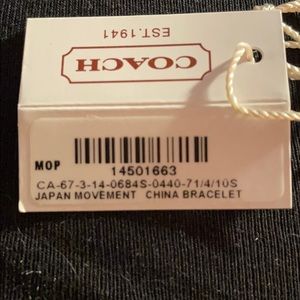 EST. 1941
COACH
MOP
14501663
CA-67-3-14-0684S-0440-71/4/10S
JAPAN MOVEMENT CHINA BRACELET